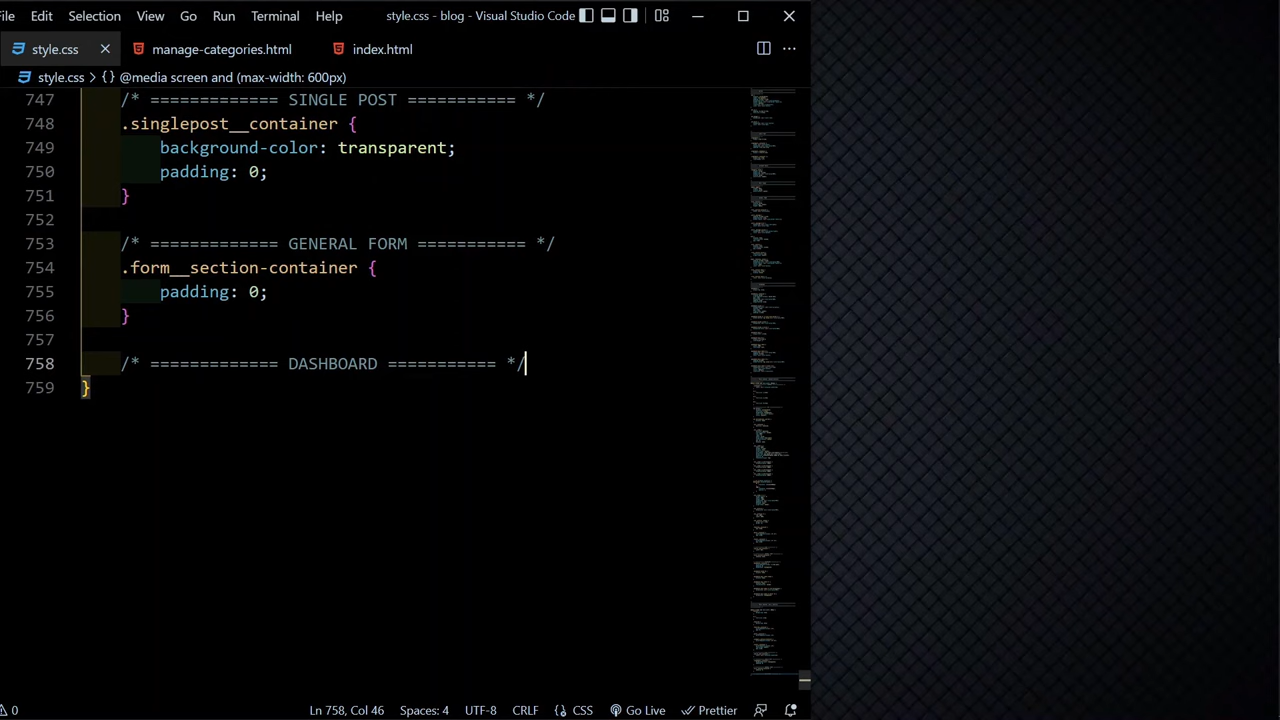 File Edit Selection View Go Run Terminal Help style.css - blog - Visual Studio Code
style.css manage-categories.html index.html
style.css > {} @media screen and (max-width: 600px)
747 /* ============= SINGLE POST =========== */
748 .singlepost__container {
749 background-color: transparent;
750 padding: 0;
751 }
752
753 /* ============= GENERAL FORM =========== */
754 .form__section-container {
755 padding: 0;
756 }
757
758 /* ============= DASHBOARD =========== */
759 }
0 Ln 758, Col 46 Spaces: 4 UTF-8 CRLF {} CSS Go Live Prettier